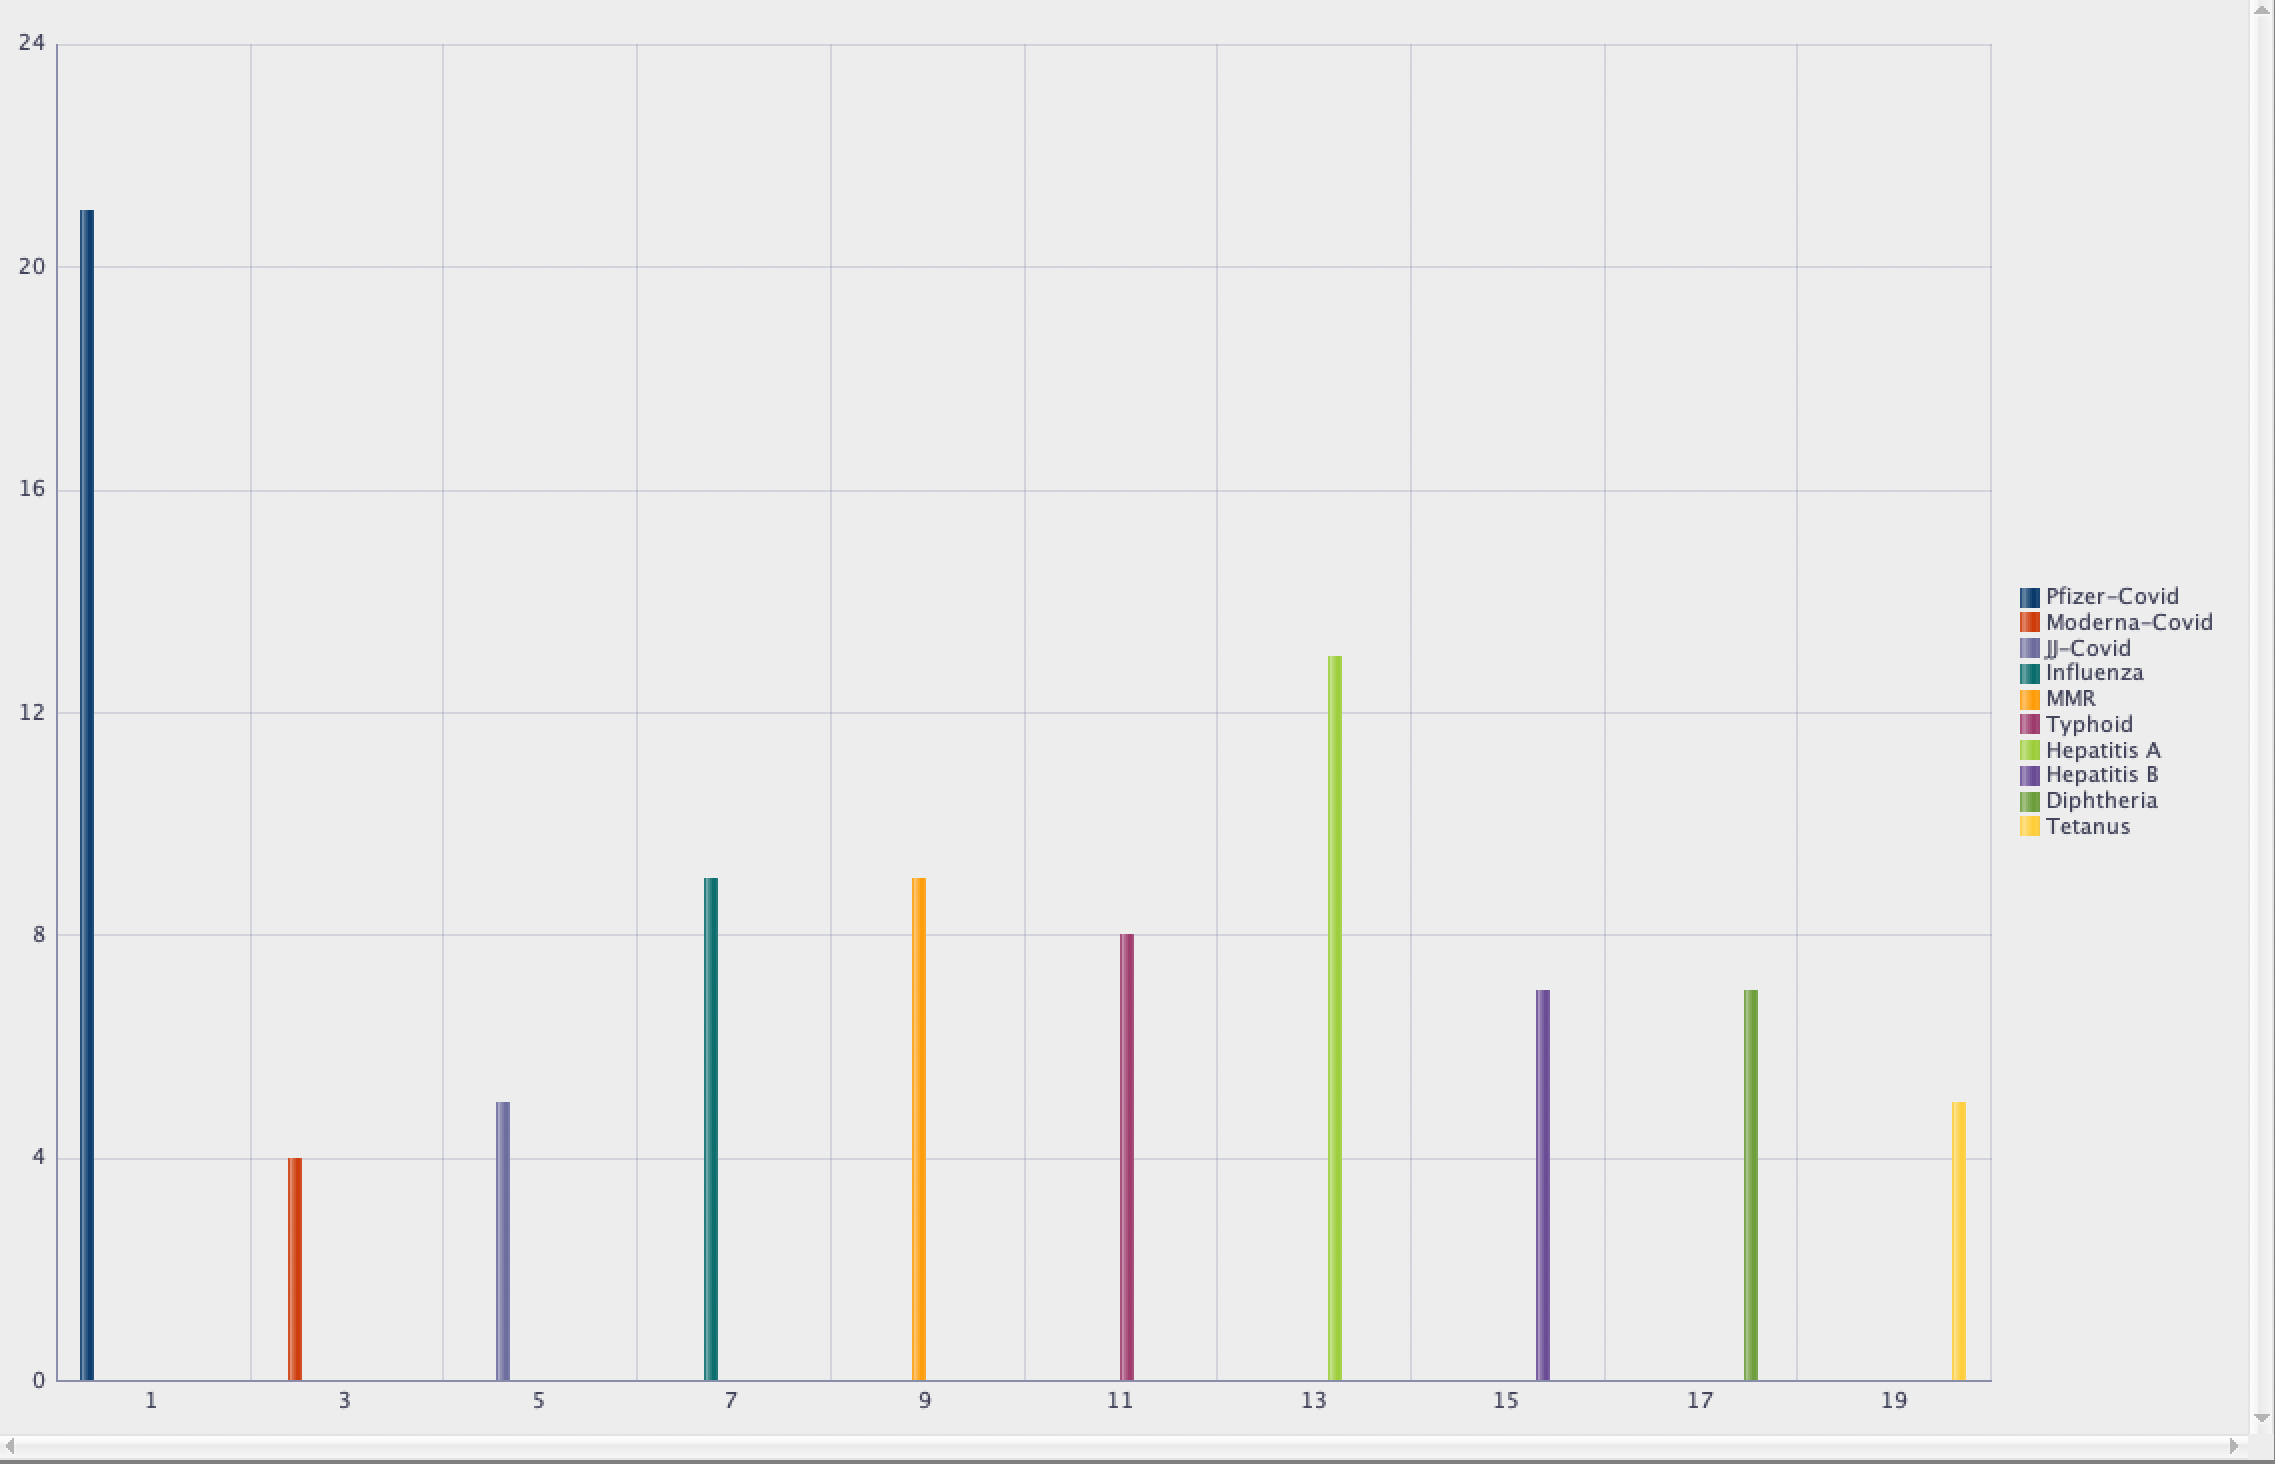 24
20
16
12
8
4
0
1 3 5 7 9 11 13 15 17 19
Pfizer-Covid
Moderna-Covid
JJ-Covid
Influenza
MMR
Typhoid
Hepatitis A
Hepatitis B
Diphtheria
Tetanus